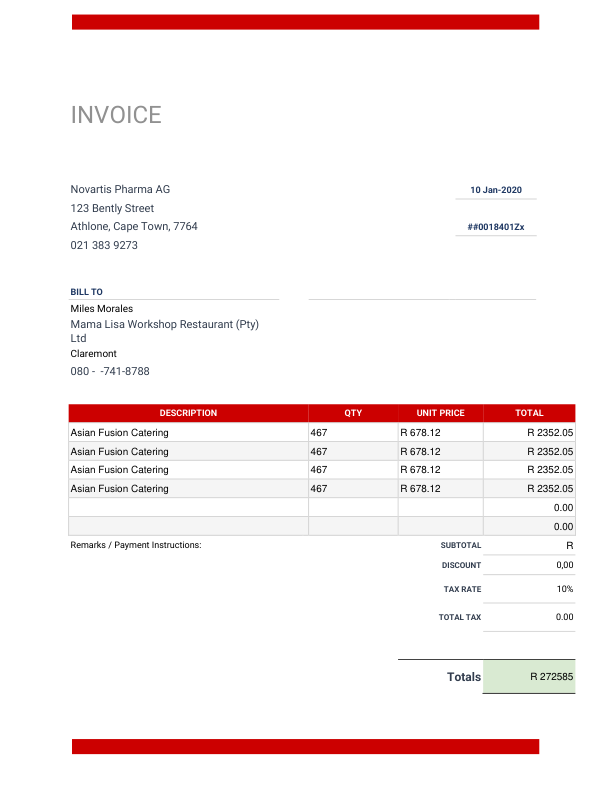 INVOICE
Novartis Pharma AG
10 Jan-2020
123 Bently Street
Athlone, Cape Town, 7764
##0018401Zx
021 383 9273
BILL TO
Miles Morales
Mama Lisa Workshop Restaurant (Pty)
Ltd
Claremont
080 -  -741-8788
DESCRIPTION QTY UNIT PRICE TOTAL
Asian Fusion Catering 467 R 678.12 R 2352.05
Asian Fusion Catering 467 R 678.12 R 2352.05
Asian Fusion Catering 467 R 678.12 R 2352.05
Asian Fusion Catering 467 R 678.12 R 2352.05
0.00
0.00
Remarks / Payment Instructions: SUBTOTAL R
DISCOUNT 0,00
TAX RATE 10%
TOTAL TAX 0.00
Totals R 272585